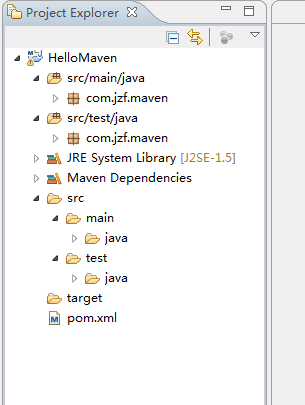 Project Explorer
HelloMaven
src/main/java
com.jzf.maven
src/test/java
com.jzf.maven
JRE System Library [J2SE-1.5]
Maven Dependencies
src
main
java
test
java
target
pom.xml